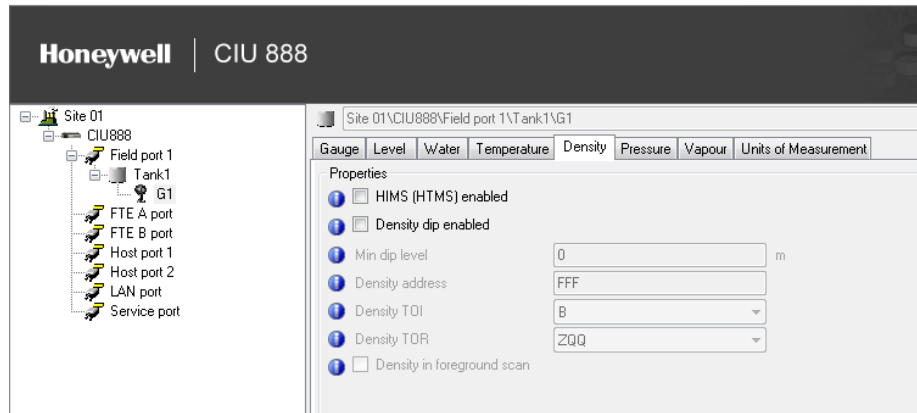 Honeywell | CIU 888
Site 01
CIU888
Field port 1
Tank1
G1
FTE A port
FTE B port
Host port 1
Host port 2
LAN port
Service port
Site 01\CIU888\Field port 1\Tank1\G1
Gauge Level Water Temperature Density Pressure Vapour Units of Measurement
Properties
HIMS (HTMS) enabled
Density dip enabled
Min dip level 0 m
Density address FFF
Density TOI B
Density TOR ZQQ
Density in foreground scan